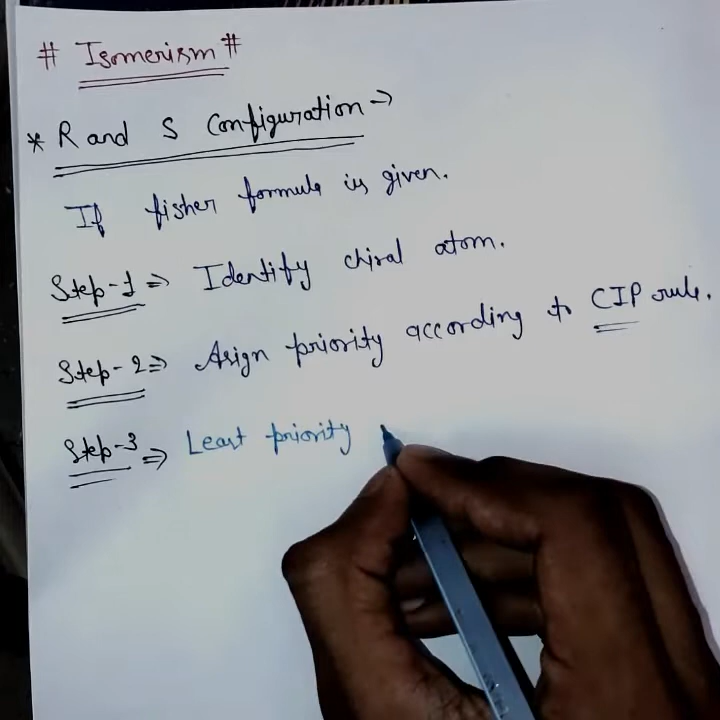 # Isomerism #
* R and S Configuration →
If fisher formula is given.
Step-1 ⇒ Identify chiral atom.
Step-2 ⇒ Asign priority according to CIP rule.
Step-3 ⇒ Least priority